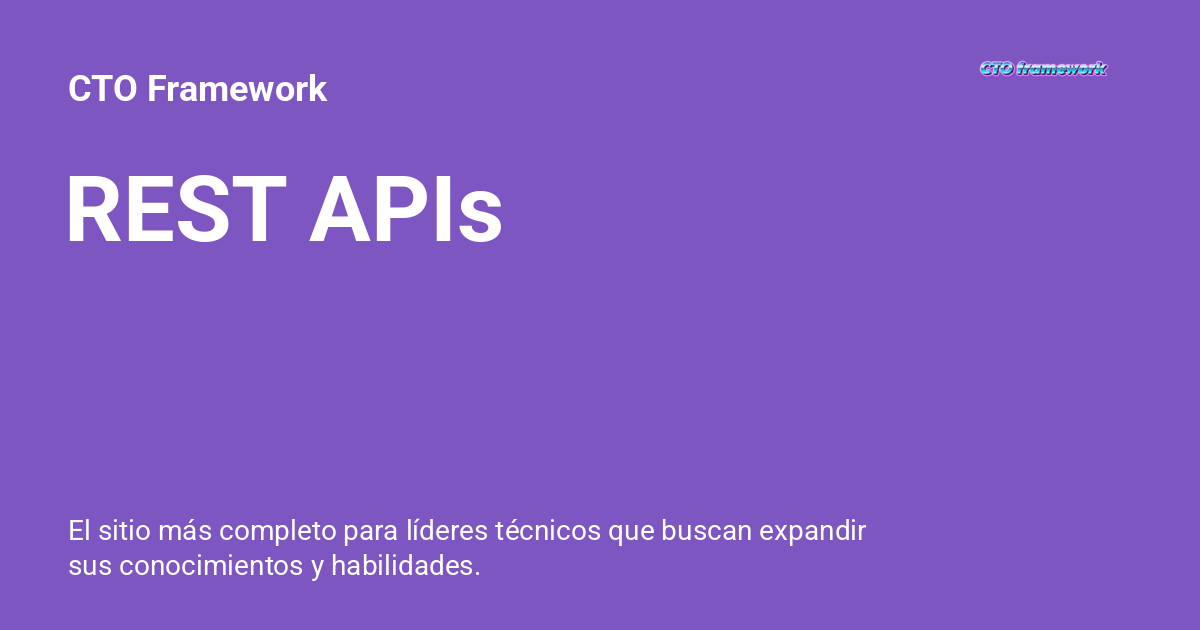 CTO Framework
CTO framework
REST APIs
El sitio más completo para líderes técnicos que buscan expandir
sus conocimientos y habilidades.